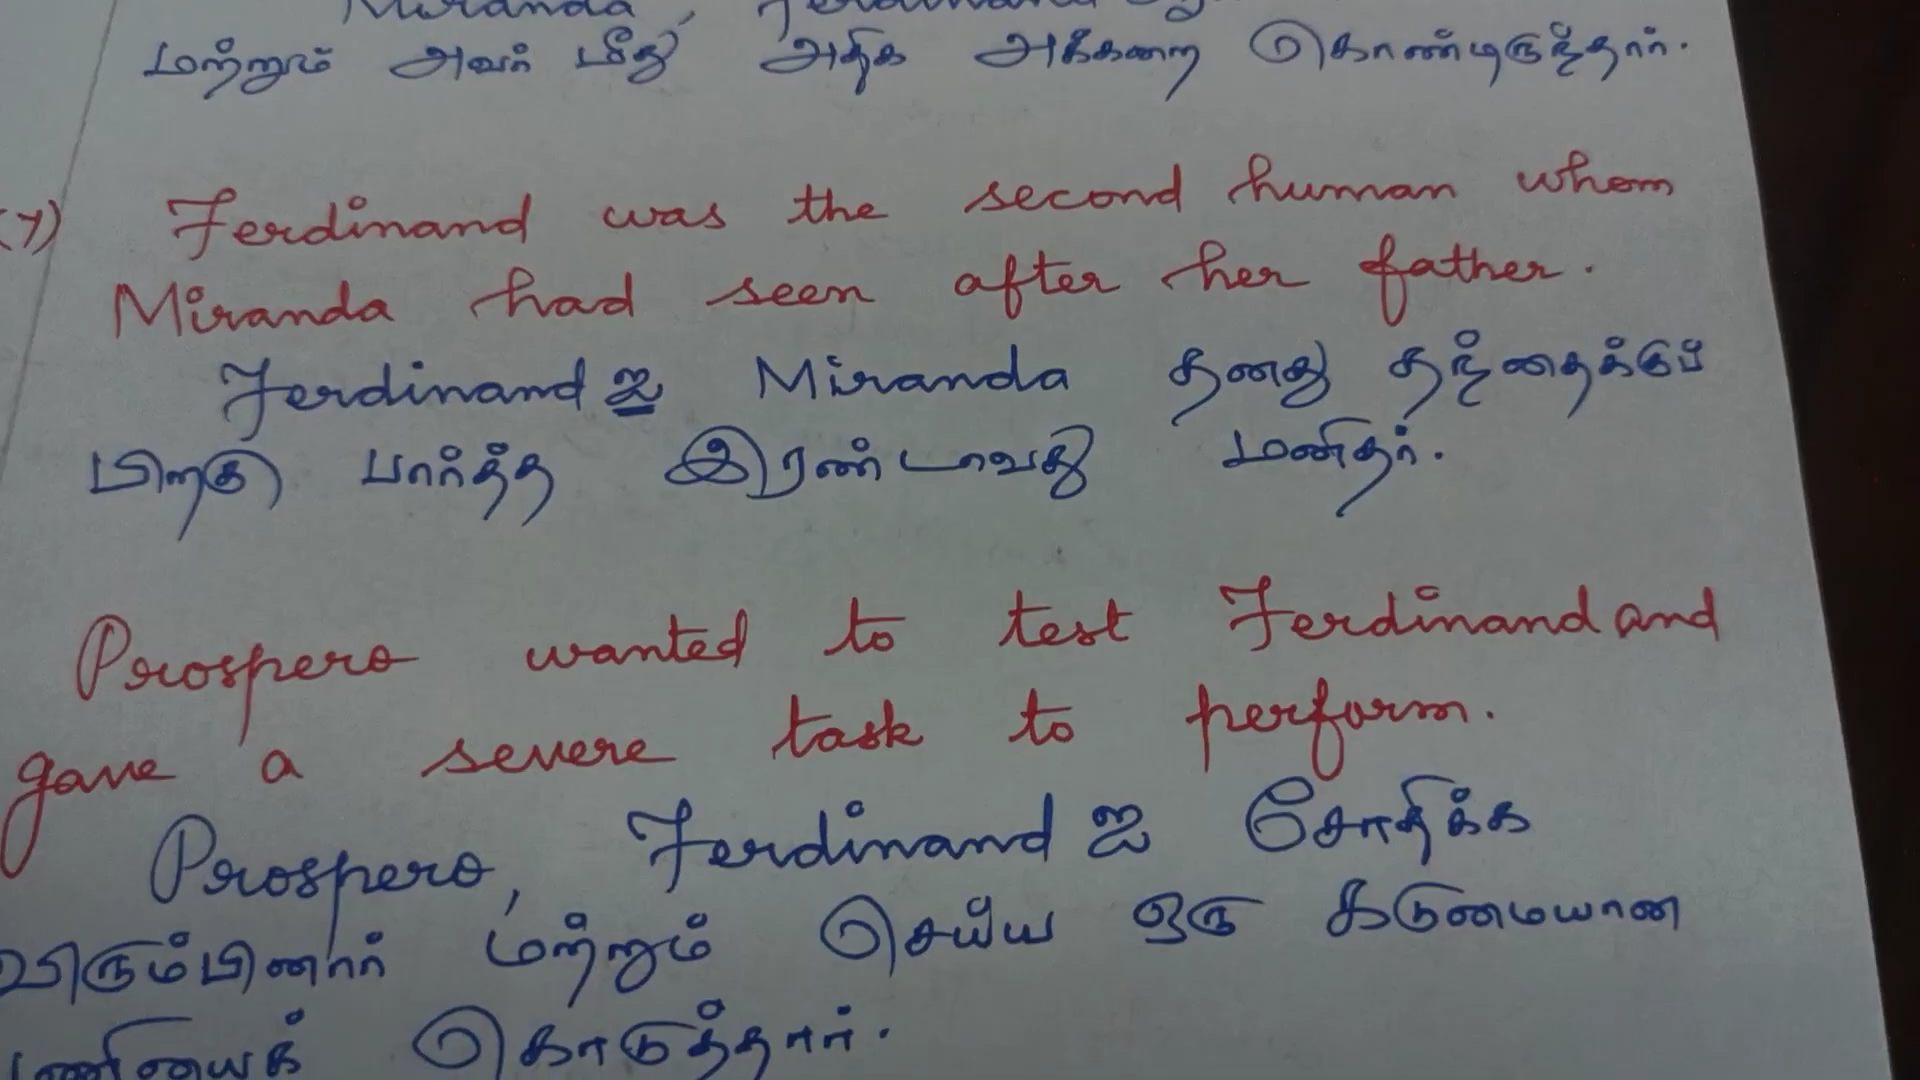 Miranda, Ferdinand
மற்றும் அவர் மீது அதிக அக்கறை கொண்டிருந்தார்.
(7) Ferdinand was the second human whom
Miranda had seen after her father.
Ferdinand ஐ Miranda தனது தந்தைக்குப்
பிறகு பார்த்த இரண்டாவது மனிதர்.
Prospero wanted to test Ferdinand and
gave a severe task to perform.
Prospero, Ferdinand ஐ சோதிக்க
விரும்பினார் மற்றும் செய்ய ஒரு கடுமையான
பணியைக் கொடுத்தார்.